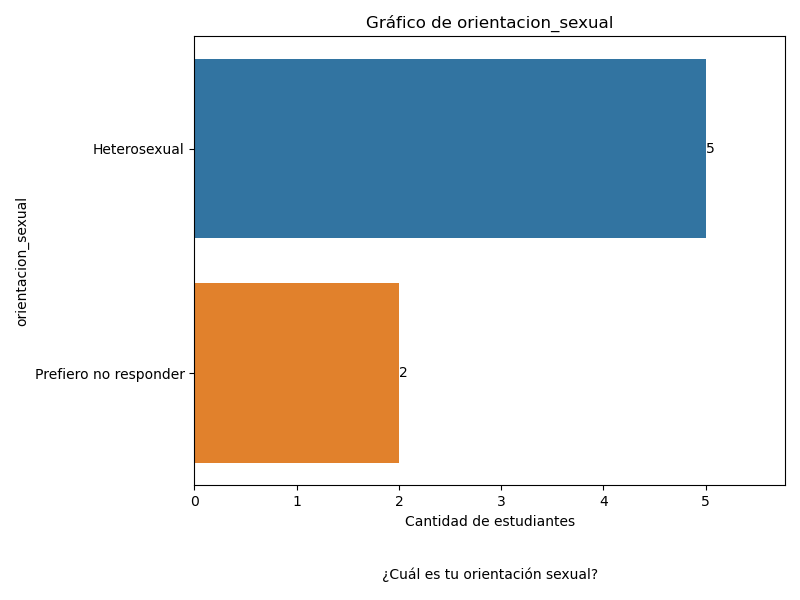 Gráfico de orientacion_sexual
orientacion_sexual
Heterosexual
5
Prefiero no responder
2
0 1 2 3 4 5
Cantidad de estudiantes
¿Cuál es tu orientación sexual?